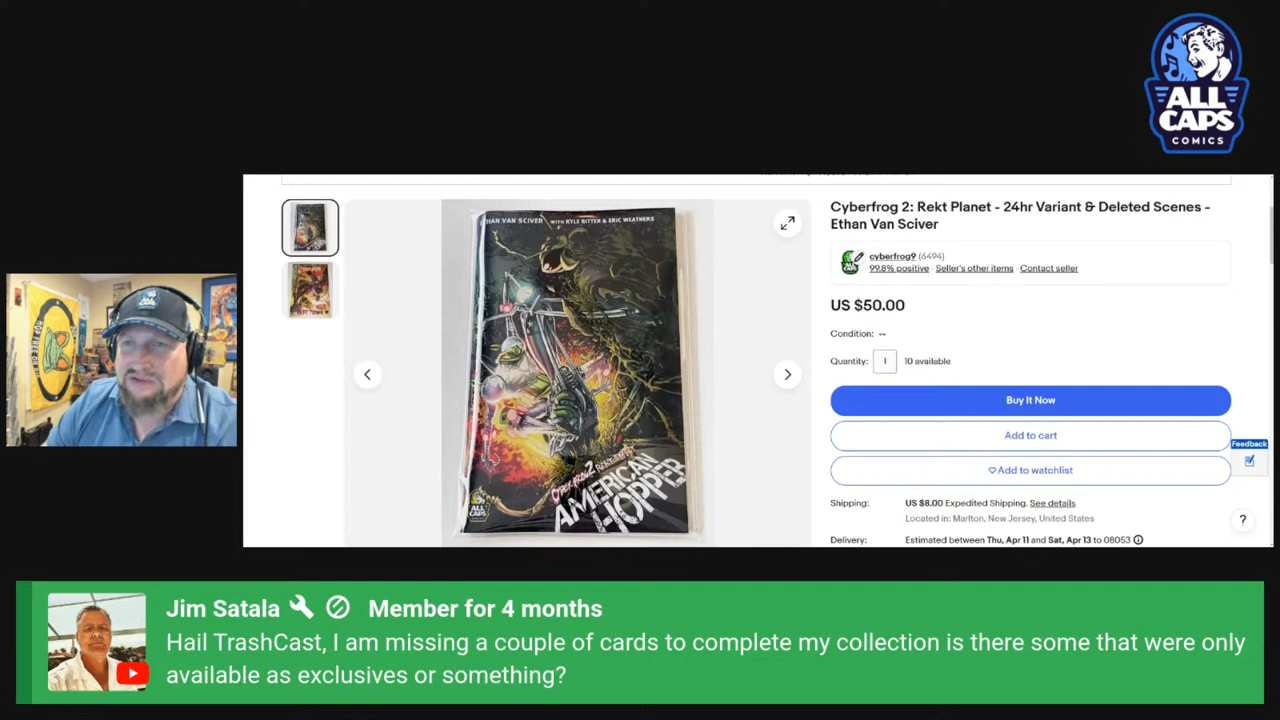 ALL
CAPS
COMICS
ETHAN VAN SCIVER WITH KYLE RITTER & ERIC WEATHERS
AMERICAN
HOPPER
ALL
CAPS
Cyberfrog 2: Rekt Planet - 24hr Variant & Deleted Scenes -
Ethan Van Sciver
cyberfrog9 (6494)
99.8% positive · Seller's other items · Contact seller
US $50.00
Condition: --
Quantity: 1 10 available
Buy It Now
Add to cart
Add to watchlist
Feedback
Shipping: US $8.00 Expedited Shipping. See details
Located in: Marlton, New Jersey, United States
?
Delivery: Estimated between Thu, Apr 11 and Sat, Apr 13 to 08053
Jim Satala Member for 4 months
Hail TrashCast, I am missing a couple of cards to complete my collection is there some that were only
available as exclusives or something?